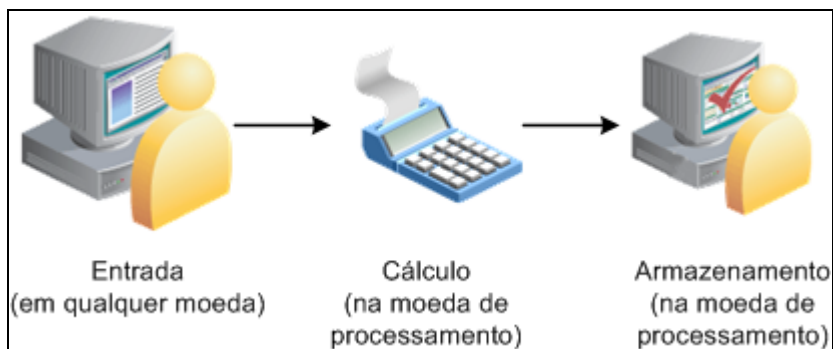 Entrada
(em qualquer moeda)
Cálculo
(na moeda de
processamento)
Armazenamento
(na moeda de
processamento)